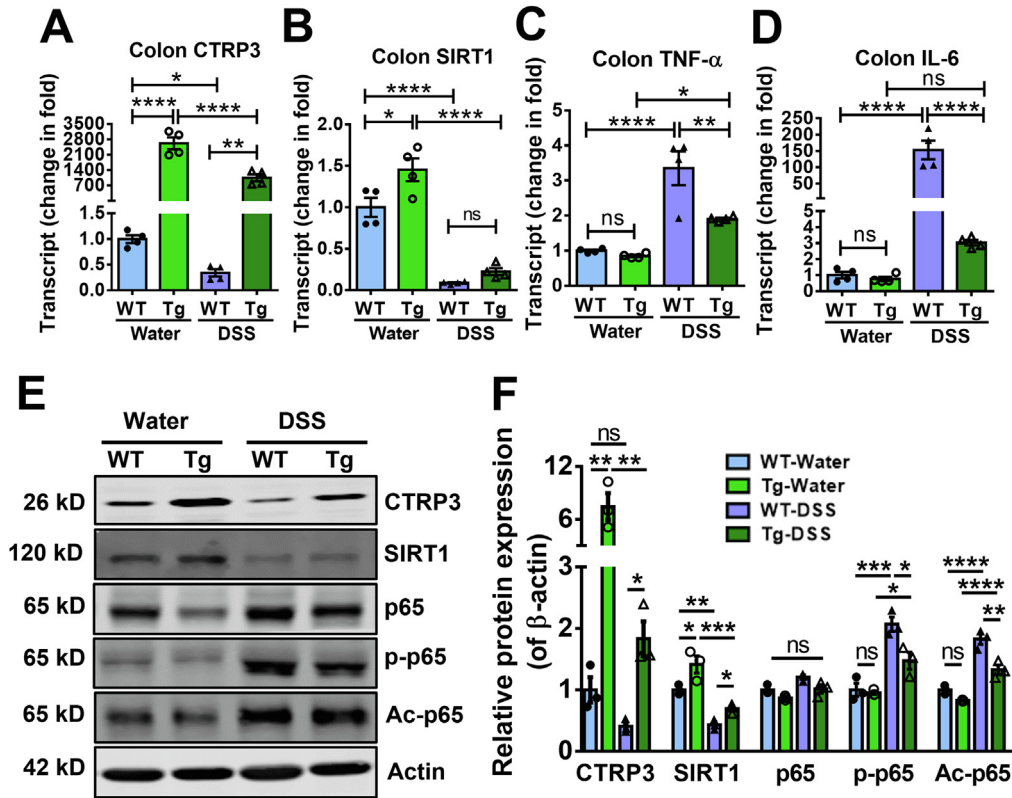 A
Colon CTRP3
Transcript (change in fold)
*
****
****
**
3500
2800
2100
1400
700
1.5
1.0
0.5
0.0
WT Tg WT Tg
Water DSS
B
Colon SIRT1
Transcript (change in fold)
****
*
****
ns
2.0
1.5
1.0
0.5
0.0
WT Tg WT Tg
Water DSS
C
Colon TNF-α
Transcript (change in fold)
*
****
**
ns
5
4
3
2
1
0
WT Tg WT Tg
Water DSS
D
Colon IL-6
Transcript (change in fold)
ns
****
****
ns
250
200
150
100
50
5
4
3
2
1
0
WT Tg WT Tg
Water DSS
E
Water DSS
WT Tg WT Tg
26 kD CTRP3
120 kD SIRT1
65 kD p65
65 kD p-p65
65 kD Ac-p65
42 kD Actin
F
Relative protein expression
(of β-actin)
WT-Water
Tg-Water
WT-DSS
Tg-DSS
12
6
3
2
1
0
ns
** **
*
**
* ***
*
ns
*** *
*
ns
****
****
**
ns
CTRP3 SIRT1 p65 p-p65 Ac-p65